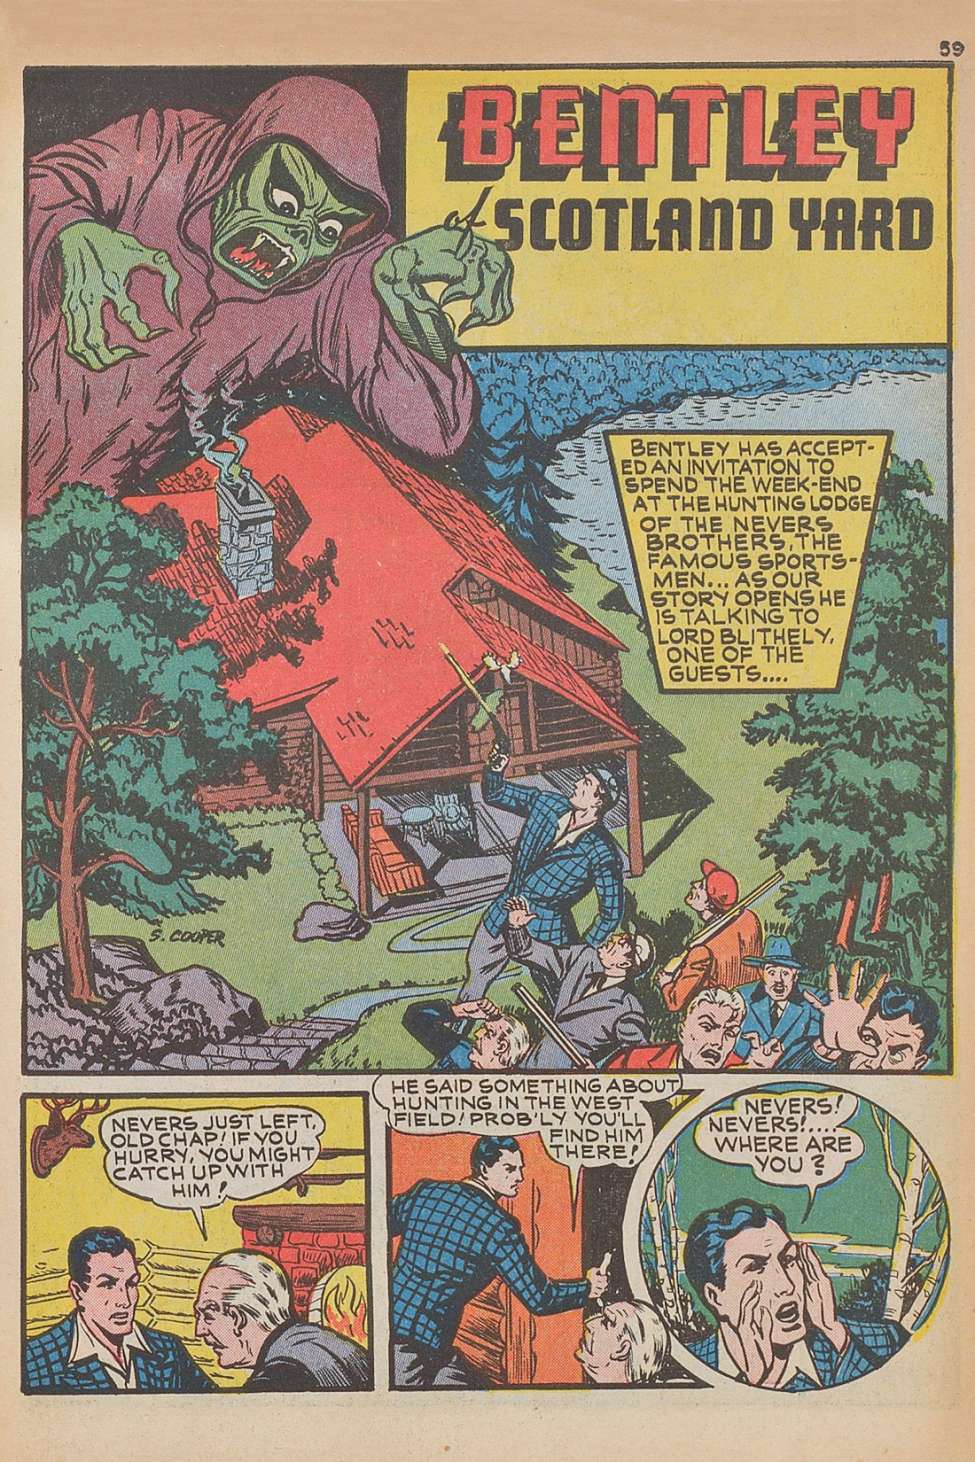 59
BENTLEY
of SCOTLAND YARD
BENTLEY HAS ACCEPT-
ED AN INVITATION TO
SPEND THE WEEK-END
AT THE HUNTING LODGE
OF THE NEVERS
BROTHERS, THE
FAMOUS SPORTS-
MEN... AS OUR
STORY OPENS HE
IS TALKING TO
LORD BLITHELY,
ONE OF THE
GUESTS....
S. COOPER
NEVERS JUST LEFT,
OLD CHAP! IF YOU
HURRY, YOU MIGHT
CATCH UP WITH
HIM!
HE SAID SOMETHING ABOUT
HUNTING IN THE WEST
FIELD! PROB'LY YOU'LL
FIND HIM
THERE!
NEVERS!
NEVERS!....
WHERE ARE
YOU?